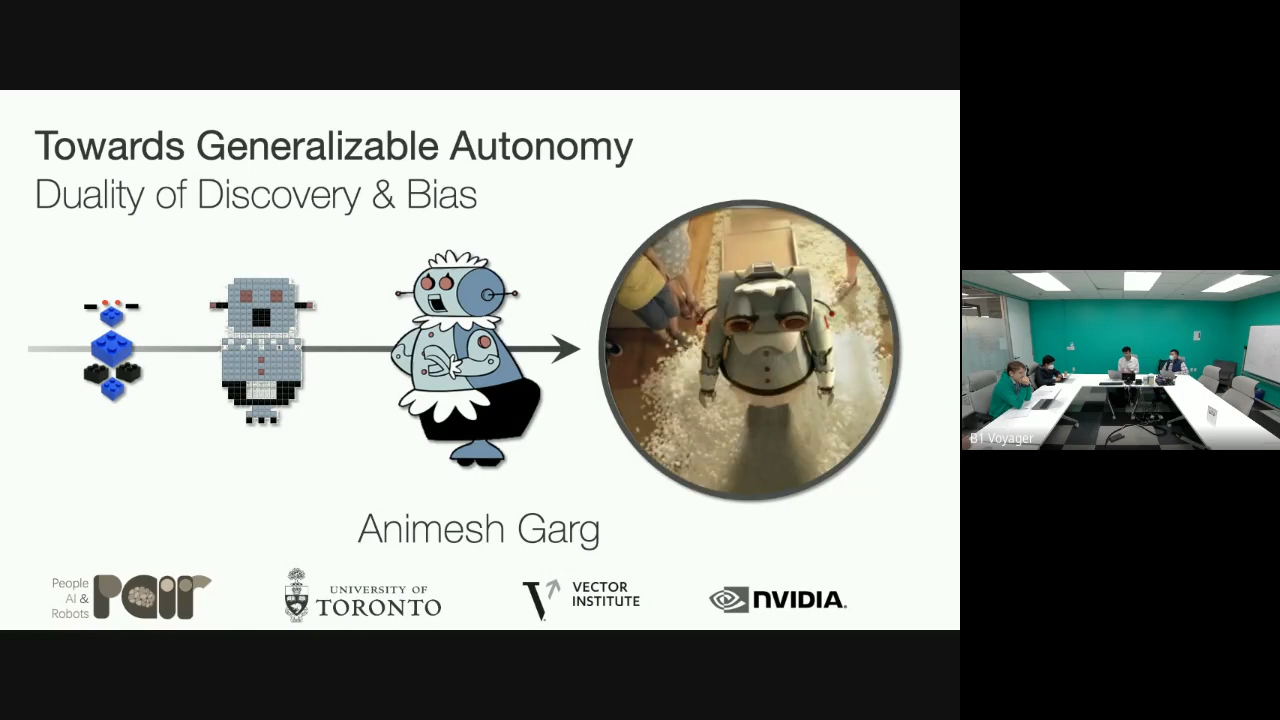 Towards Generalizable Autonomy
Duality of Discovery & Bias
Animesh Garg
People
AI &
Robots
pair
UNIVERSITY OF
TORONTO
VECTOR
INSTITUTE
NVIDIA.
B1 Voyager